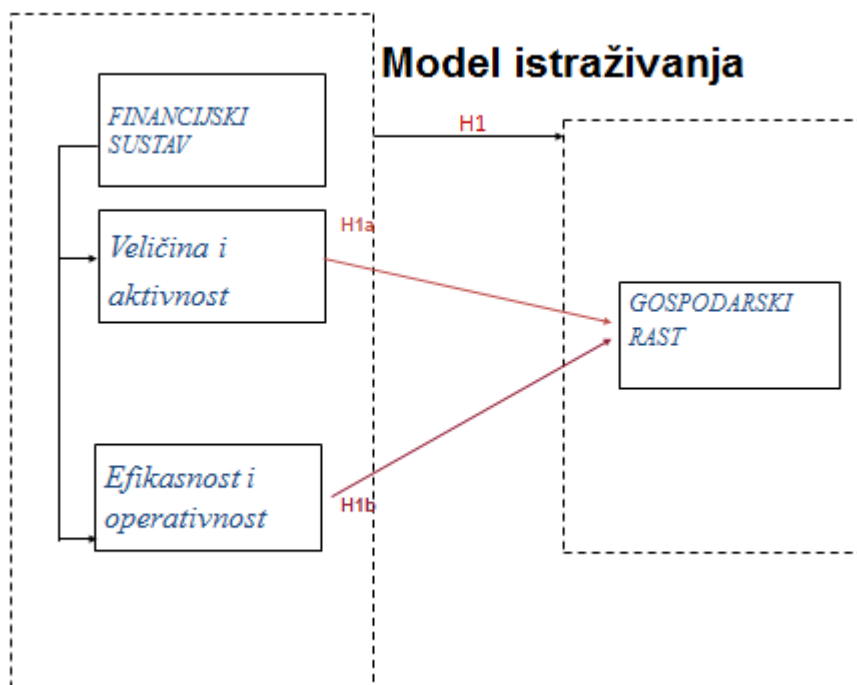 Model istraživanja
FINANCIJSKI
SUSTAV
H1
H1a
Veličina i
aktivnost
GOSPODARSKI
RAST
Efikasnost i
operativnost
H1b